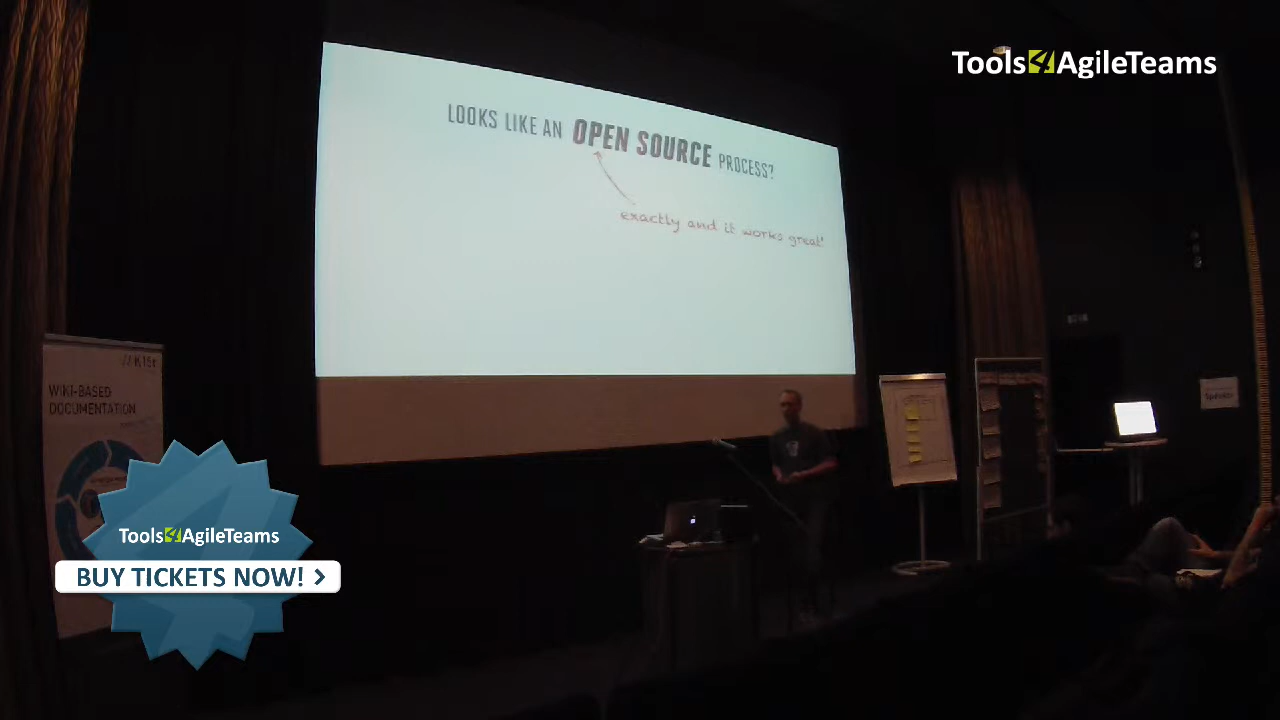 Tools4AgileTeams
LOOKS LIKE AN OPEN SOURCE PROCESS?
exactly and it works great!
// K15t
WIKI-BASED
DOCUMENTATION
Tools4AgileTeams
BUY TICKETS NOW!